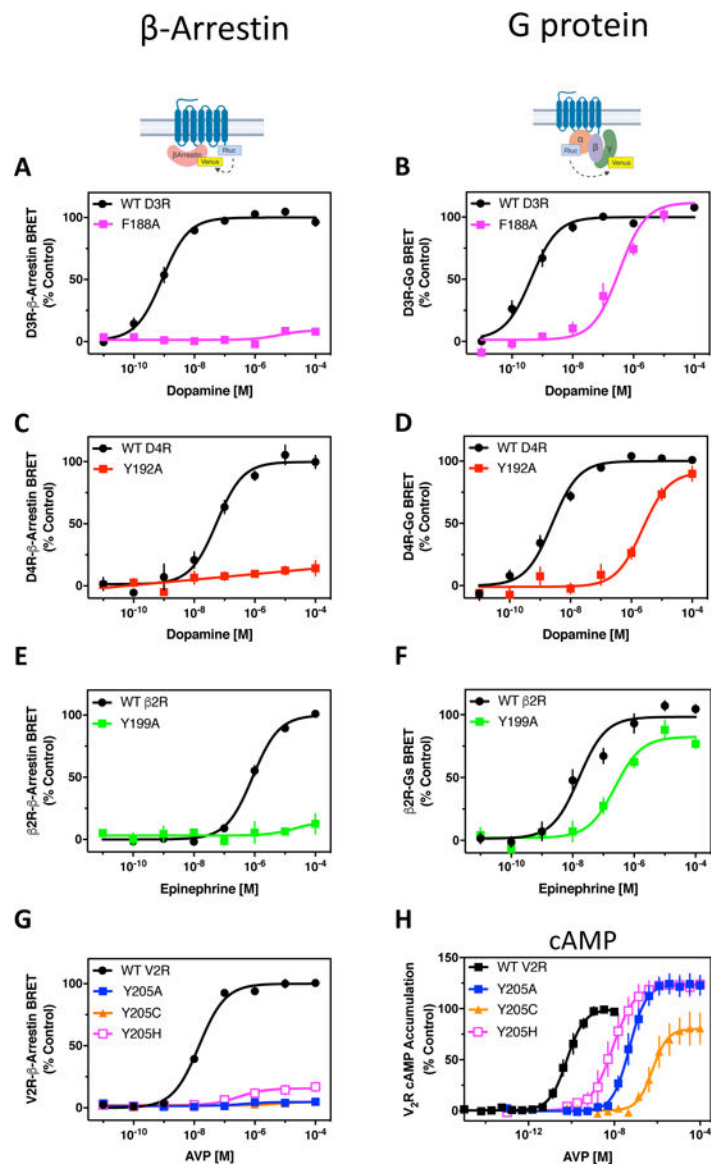 β-Arrestin
G protein
βArrestin
Venus
Rluc
α
β
γ
Rluc
Venus
A
WT D3R
F188A
D3R-β-Arrestin BRET
(% Control)
100
50
0
10-10
10-8
10-6
10-4
Dopamine [M]
B
WT D3R
F188A
D3R-Go BRET
(% Control)
100
50
0
10-10
10-8
10-6
10-4
Dopamine [M]
C
WT D4R
Y192A
D4R-β-Arrestin BRET
(% Control)
100
50
0
10-10
10-8
10-6
10-4
Dopamine [M]
D
WT D4R
Y192A
D4R-Go BRET
(% Control)
100
50
0
10-10
10-8
10-6
10-4
Dopamine [M]
E
WT β2R
Y199A
β2R-β-Arrestin BRET
(% Control)
100
50
0
10-10
10-8
10-6
10-4
Epinephrine [M]
F
WT β2R
Y199A
β2R-Gs BRET
(% Control)
100
50
0
10-10
10-8
10-6
10-4
Epinephrine [M]
G
WT V2R
Y205A
Y205C
Y205H
V2R-β-Arrestin BRET
(% Control)
100
50
0
10-10
10-8
10-6
10-4
AVP [M]
H
cAMP
WT V2R
Y205A
Y205C
Y205H
V2R cAMP Accumulation
(% Control)
150
100
50
0
10-12
10-8
10-4
AVP [M]